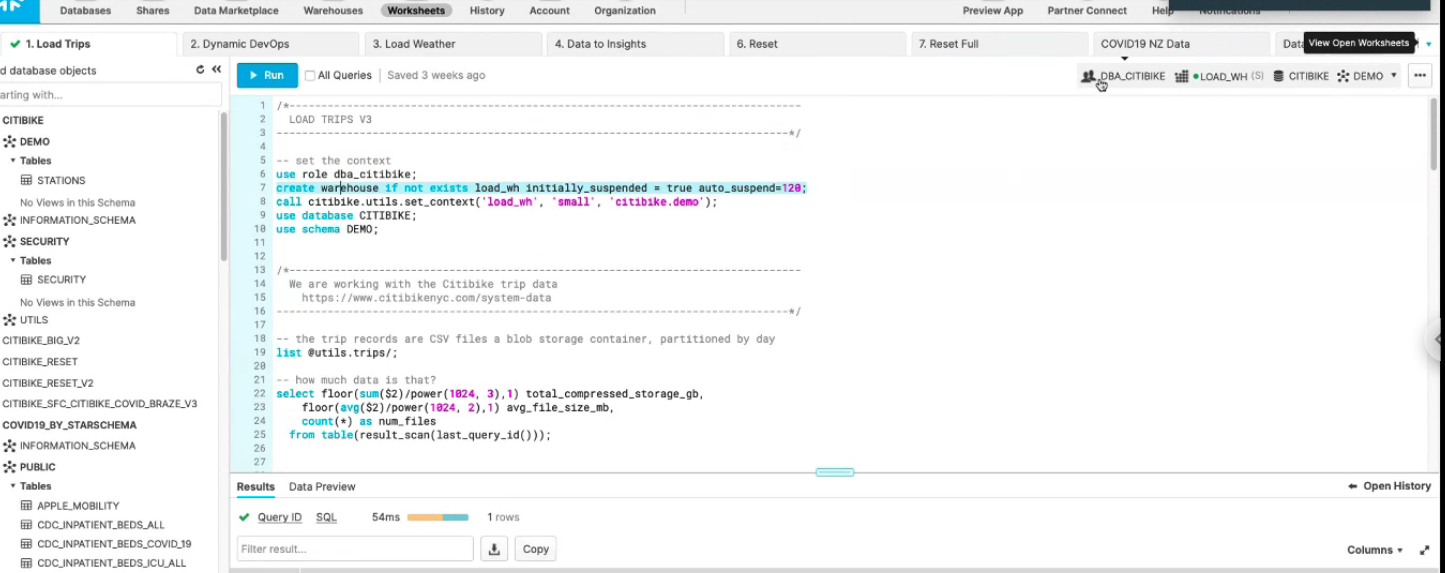 Databases Shares Data Marketplace Warehouses Worksheets History Account Organization Preview App Partner Connect Help Notifications
1. Load Trips 2. Dynamic DevOps 3. Load Weather 4. Data to Insights 6. Reset 7. Reset Full COVID19 NZ Data Data View Open Worksheets
d database objects
Run All Queries Saved 3 weeks ago DBA_CITIBIKE LOAD_WH (S) CITIBIKE DEMO
arting with...
CITIBIKE
DEMO
Tables
STATIONS
No Views in this Schema
INFORMATION_SCHEMA
SECURITY
Tables
SECURITY
No Views in this Schema
UTILS
CITIBIKE_BIG_V2
CITIBIKE_RESET
CITIBIKE_RESET_V2
CITIBIKE_SFC_CITIBIKE_COVID_BRAZE_V3
COVID19_BY_STARSCHEMA
INFORMATION_SCHEMA
PUBLIC
Tables
APPLE_MOBILITY
CDC_INPATIENT_BEDS_ALL
CDC_INPATIENT_BEDS_COVID_19
CDC_INPATIENT_BEDS_ICU_ALL
1 /*--------------------------------------------------------------------------------
2 LOAD TRIPS V3
3 --------------------------------------------------------------------------------*/
4
5 -- set the context
6 use role dba_citibike;
7 create warehouse if not exists load_wh initially_suspended = true auto_suspend=120;
8 call citibike.utils.set_context('load_wh', 'small', 'citibike.demo');
9 use database CITIBIKE;
10 use schema DEMO;
11
12
13 /*--------------------------------------------------------------------------------
14 We are working with the Citibike trip data
15 https://www.citibikenyc.com/system-data
16 --------------------------------------------------------------------------------*/
17
18 -- the trip records are CSV files a blob storage container, partitioned by day
19 list @utils.trips/;
20
21 -- how much data is that?
22 select floor(sum($2)/power(1024, 3),1) total_compressed_storage_gb,
23 floor(avg($2)/power(1024, 2),1) avg_file_size_mb,
24 count(*) as num_files
25 from table(result_scan(last_query_id()));
26
27
Results Data Preview Open History
Query ID SQL 54ms 1 rows
Filter result... Copy Columns